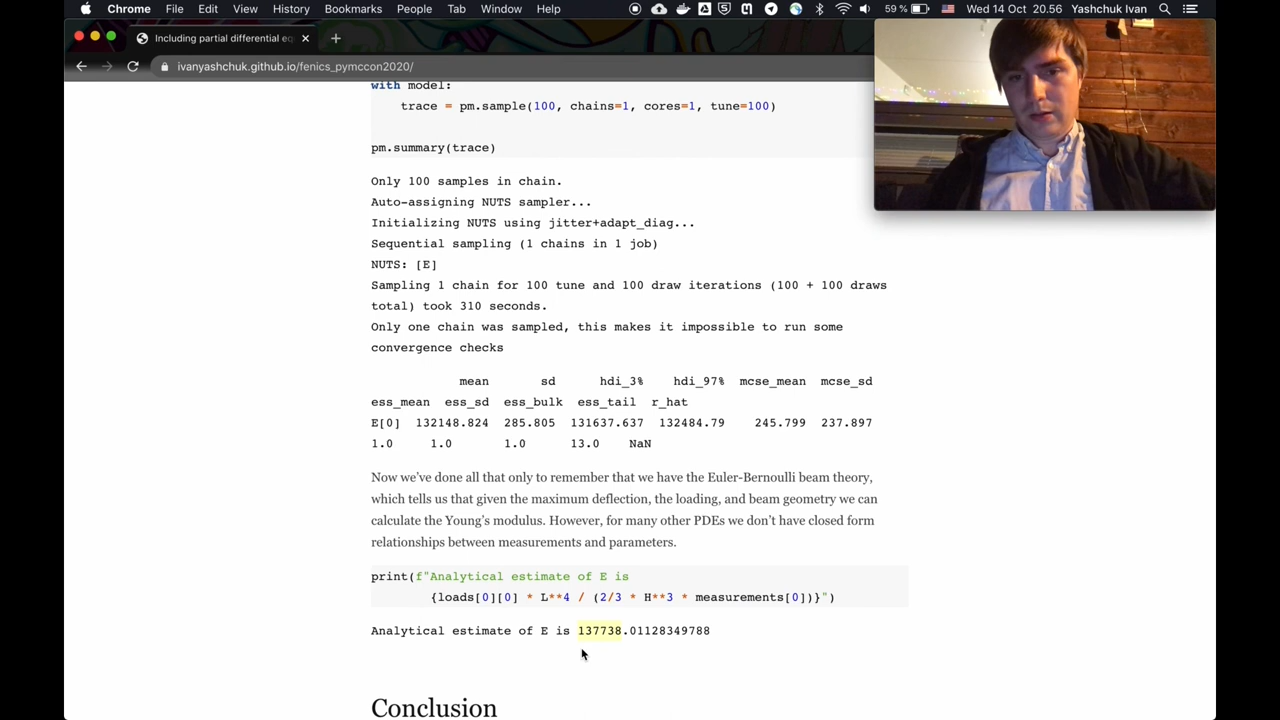 Chrome File Edit View History Bookmarks People Tab Window Help 59 % Wed 14 Oct 20.56 Yashchuk Ivan
Including partial differential eq
ivanyashchuk.github.io/fenics_pymccon2020/
with model:
trace = pm.sample(100, chains=1, cores=1, tune=100)
pm.summary(trace)
Only 100 samples in chain.
Auto-assigning NUTS sampler...
Initializing NUTS using jitter+adapt_diag...
Sequential sampling (1 chains in 1 job)
NUTS: [E]
Sampling 1 chain for 100 tune and 100 draw iterations (100 + 100 draws
total) took 310 seconds.
Only one chain was sampled, this makes it impossible to run some
convergence checks
mean sd hdi_3% hdi_97% mcse_mean mcse_sd
ess_mean ess_sd ess_bulk ess_tail r_hat
E[0] 132148.824 285.805 131637.637 132484.79 245.799 237.897
1.0 1.0 1.0 13.0 NaN
Now we’ve done all that only to remember that we have the Euler-Bernoulli beam theory,
which tells us that given the maximum deflection, the loading, and beam geometry we can
calculate the Young’s modulus. However, for many other PDEs we don’t have closed form
relationships between measurements and parameters.
print(f"Analytical estimate of E is
{loads[0][0] * L**4 / (2/3 * H**3 * measurements[0])}")
Analytical estimate of E is 137738.01128349788
Conclusion